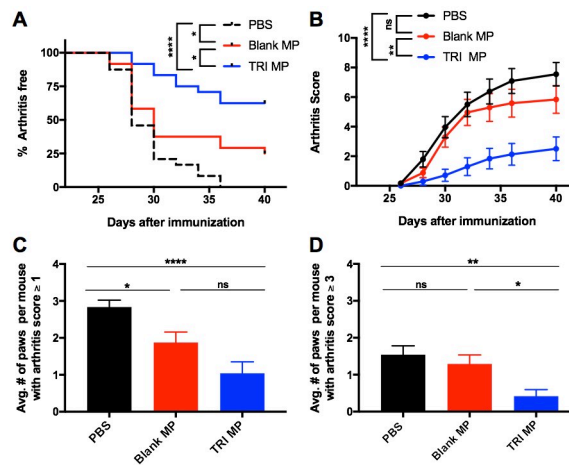 A
% Arthritis free
100
75
50
25
0
25
30
35
40
Days after immunization
****
*
*
PBS
Blank MP
TRI MP
B
Arthritis Score
10
8
6
4
2
0
25
30
35
40
Days after immunization
****
ns
**
PBS
Blank MP
TRI MP
C
Avg. # of paws per mouse
with arthritis score ≥ 1
4
3
2
1
0
****
*
ns
PBS
Blank MP
TRI MP
D
Avg. # of paws per mouse
with arthritis score ≥ 3
4
3
2
1
0
**
ns
*
PBS
Blank MP
TRI MP